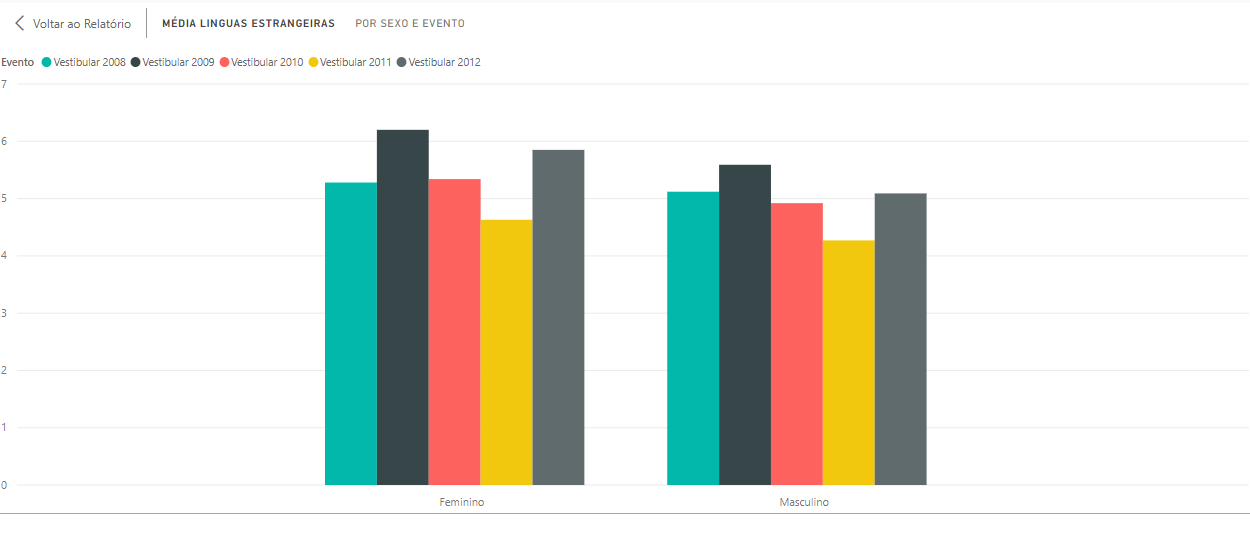 Voltar ao Relatório MÉDIA LINGUAS ESTRANGEIRAS POR SEXO E EVENTO
Evento Vestibular 2008 Vestibular 2009 Vestibular 2010 Vestibular 2011 Vestibular 2012
7
6
5
4
3
2
1
0
Feminino Masculino